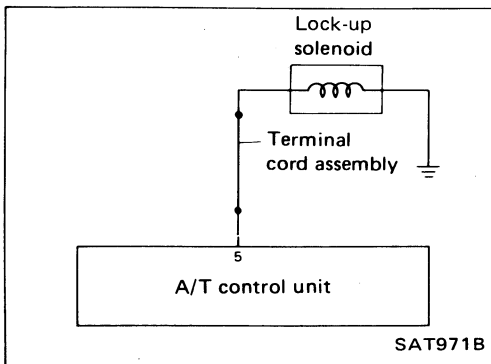 Lock-up
solenoid
Terminal
cord assembly
5
A/T control unit
SAT971B